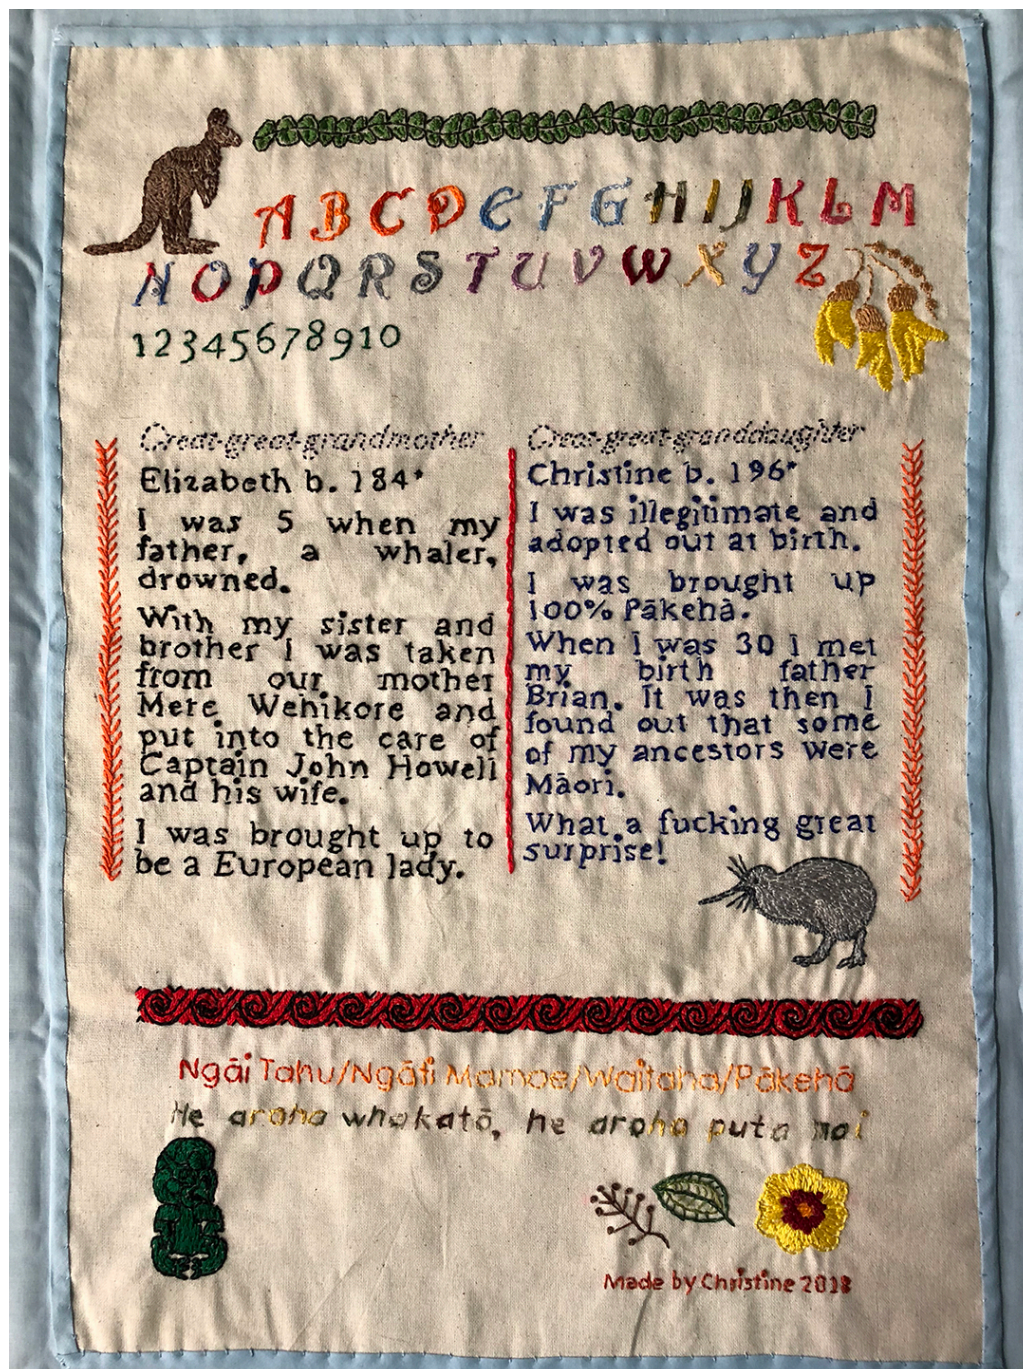 ABCDEFGHIJKLM
NOPQRSTUVWXYZ
12345678910
Great-great-grandmother
Elizabeth b. 184*
I was 5 when my
father, a whaler,
drowned.
With my sister and
brother I was taken
from our mother
Mere Wehikore and
put into the care of
Captain John Howell
and his wife.
I was brought up to
be a European lady.
Great-great-granddaughter
Christine b. 196*
I was illegitimate and
adopted out at birth.
I was brought up
100% Pākehā.
When I was 30 I met
my birth father
Brian. It was then I
found out that some
of my ancestors were
Māori.
What a fucking great
surprise!
Ngāi Tahu/Ngāti Mamoe/Waitaha/Pākehā
He aroha whakatō, he aroha puta mai
Made by Christine 2018